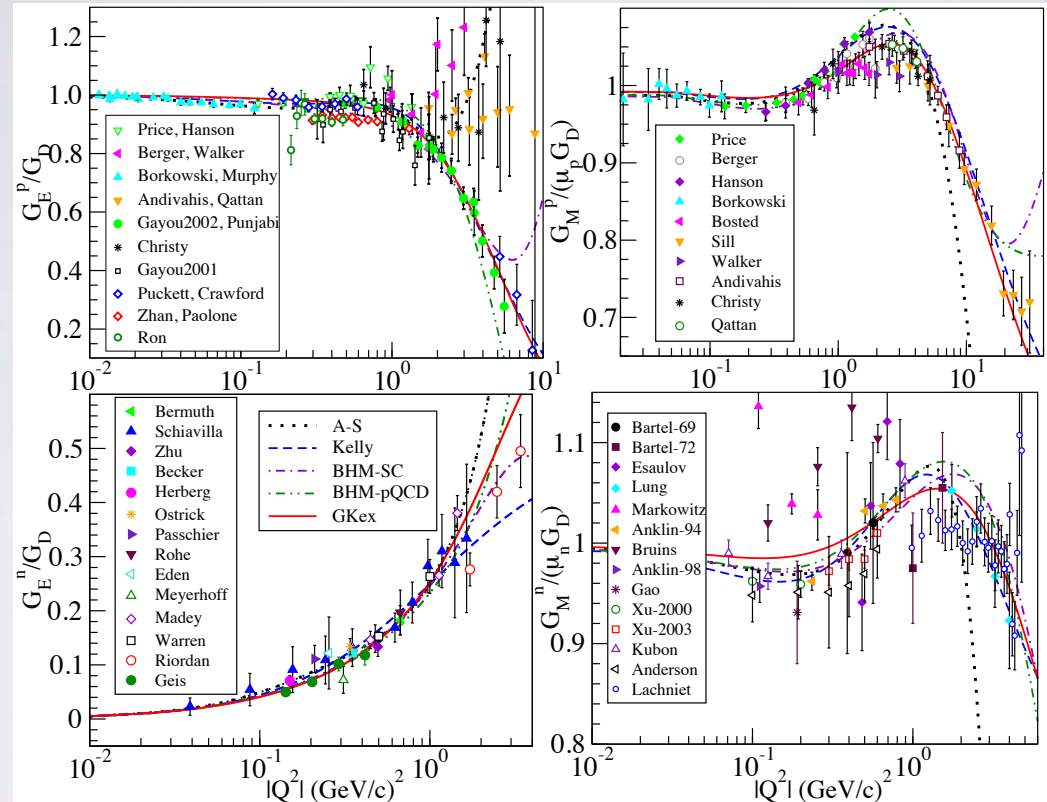 G_E^p/G_D
1.2
1.0
0.8
0.6
0.4
0.2
Price, Hanson
Berger, Walker
Borkowski, Murphy
Andivahis, Qattan
Gayou2002, Punjabi
Christy
Gayou2001
Puckett, Crawford
Zhan, Paolone
Ron
10^-2
10^-1
10^0
10^1
G_M^p/(μ_pG_D)
1
0.9
0.8
0.7
Price
Berger
Hanson
Borkowski
Bosted
Sill
Walker
Andivahis
Christy
Qattan
10^-1
10^0
10^1
G_E^n/G_D
0.5
0.4
0.3
0.2
0.1
0
Bermuth
Schiavilla
Zhu
Becker
Herberg
Ostrick
Passchier
Rohe
Eden
Meyerhoff
Madey
Warren
Riordan
Geis
A-S
Kelly
BHM-SC
BHM-pQCD
GKex
10^-2
10^-1
10^0
|Q^2| (GeV/c)^2
G_M^n/(μ_nG_D)
1.1
1.0
0.9
0.8
Bartel-69
Bartel-72
Esaulov
Lung
Markowitz
Anklin-94
Bruins
Anklin-98
Gao
Xu-2000
Xu-2003
Kubon
Anderson
Lachniet
10^-2
10^-1
10^0
|Q^2| (GeV/c)^2